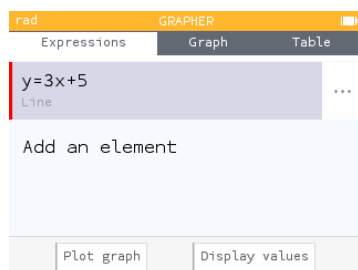 rad GRAPHER
Expressions Graph Table
y=3x+5
Line
...
Add an element
Plot graph Display values